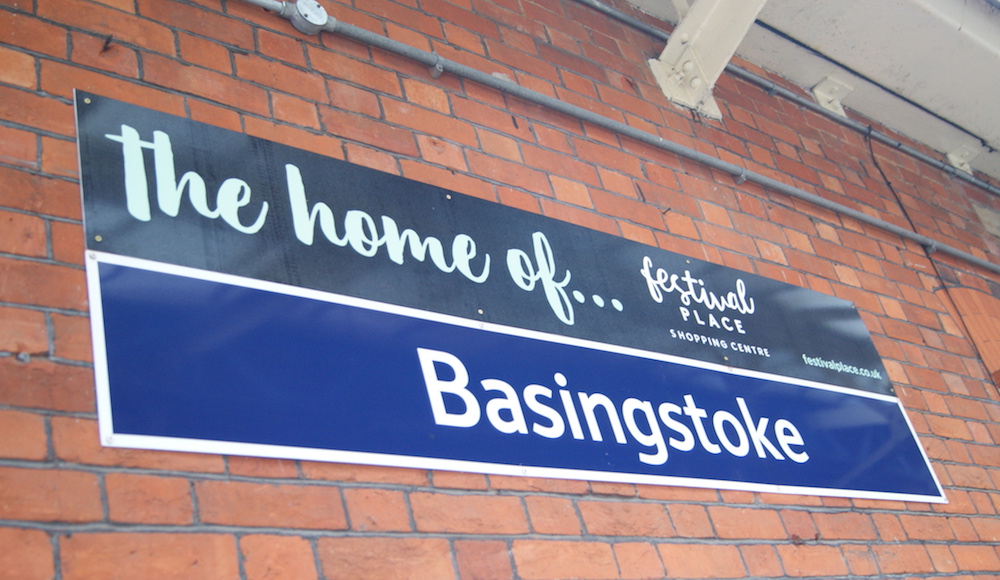 the home of...
festival
PLACE
SHOPPING CENTRE
festivalplace.co.uk
Basingstoke